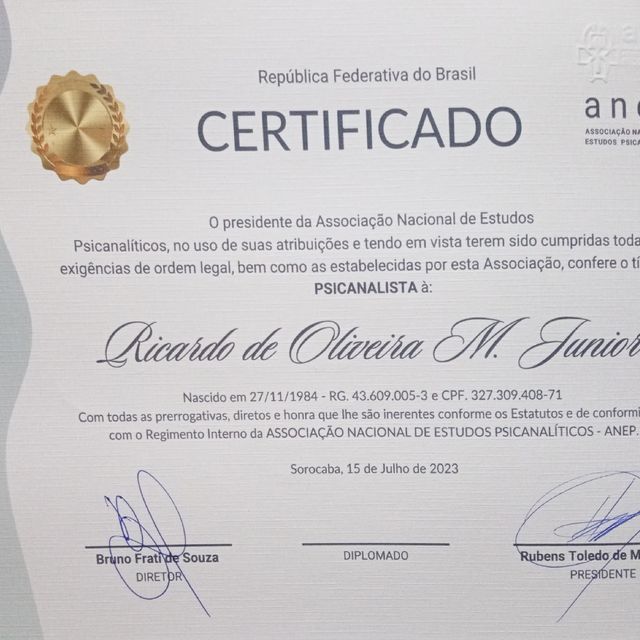 República Federativa do Brasil
CERTIFICADO
ASSOCIAÇÃO
ESTUDOS
O presidente da Associação Nacional de Estudos
Psicanalíticos, no uso de suas atribuições e tendo em vista terem sido cumpridas
exigências de ordem legal, bem como as estabelecidas por esta Associação, confere o
PSICANALISTA à:
Ricardo de Oliveira M. Junior
Nascido em 27/11/1984 - RG. 43.609.005-3 e CPF. 327.309.408-71
Com todas as prerrogativas, diretos e honra que lhe são inerentes conforme os Estatutos e de
com o Regimento Interno da ASSOCIAÇÃO NACIONAL DE ESTUDOS PSICANALÍTICOS - ANEP.
Sorocaba, 15 de Julho de 2023
Bruno Frati de Souza DIPLOMADO Rubens Toledo de M
DIRETOR PRESIDENTE